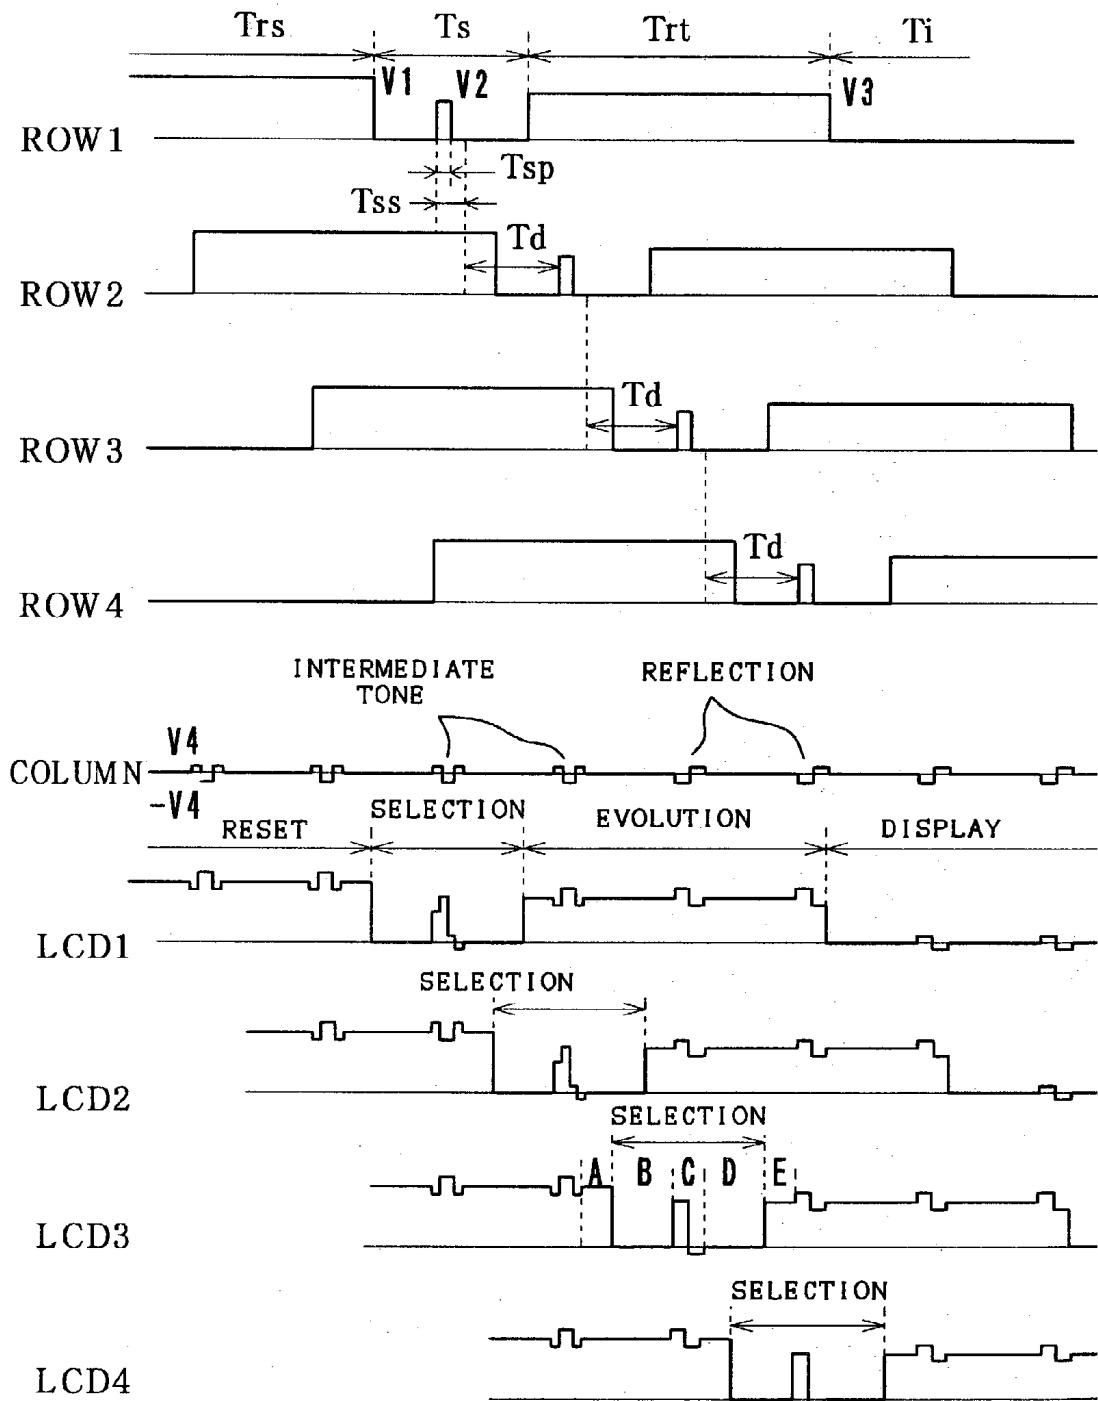 Trs Ts Trt Ti
V1 V2 V3
ROW1
Tsp
Tss
Td
ROW2
Td
ROW3
Td
ROW4
INTERMEDIATE
TONE
REFLECTION
V4
COLUMN
-V4
SELECTION
RESET EVOLUTION DISPLAY
LCD1
SELECTION
LCD2
SELECTION
A B C D E
LCD3
SELECTION
LCD4